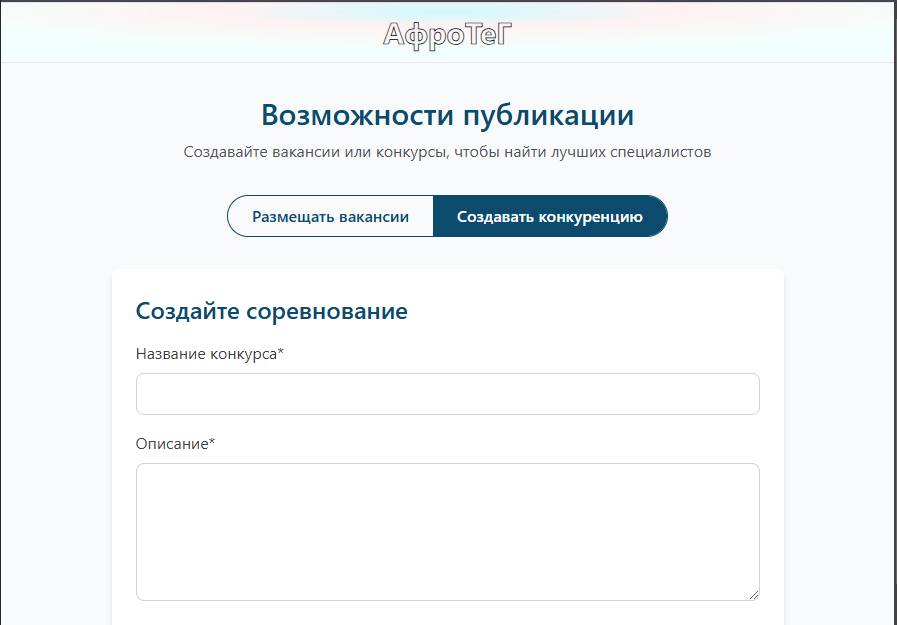 АфроТеГ
Возможности публикации
Создавайте вакансии или конкурсы, чтобы найти лучших специалистов
Размещать вакансии
Создавать конкуренцию
Создайте соревнование
Название конкурса*
Описание*